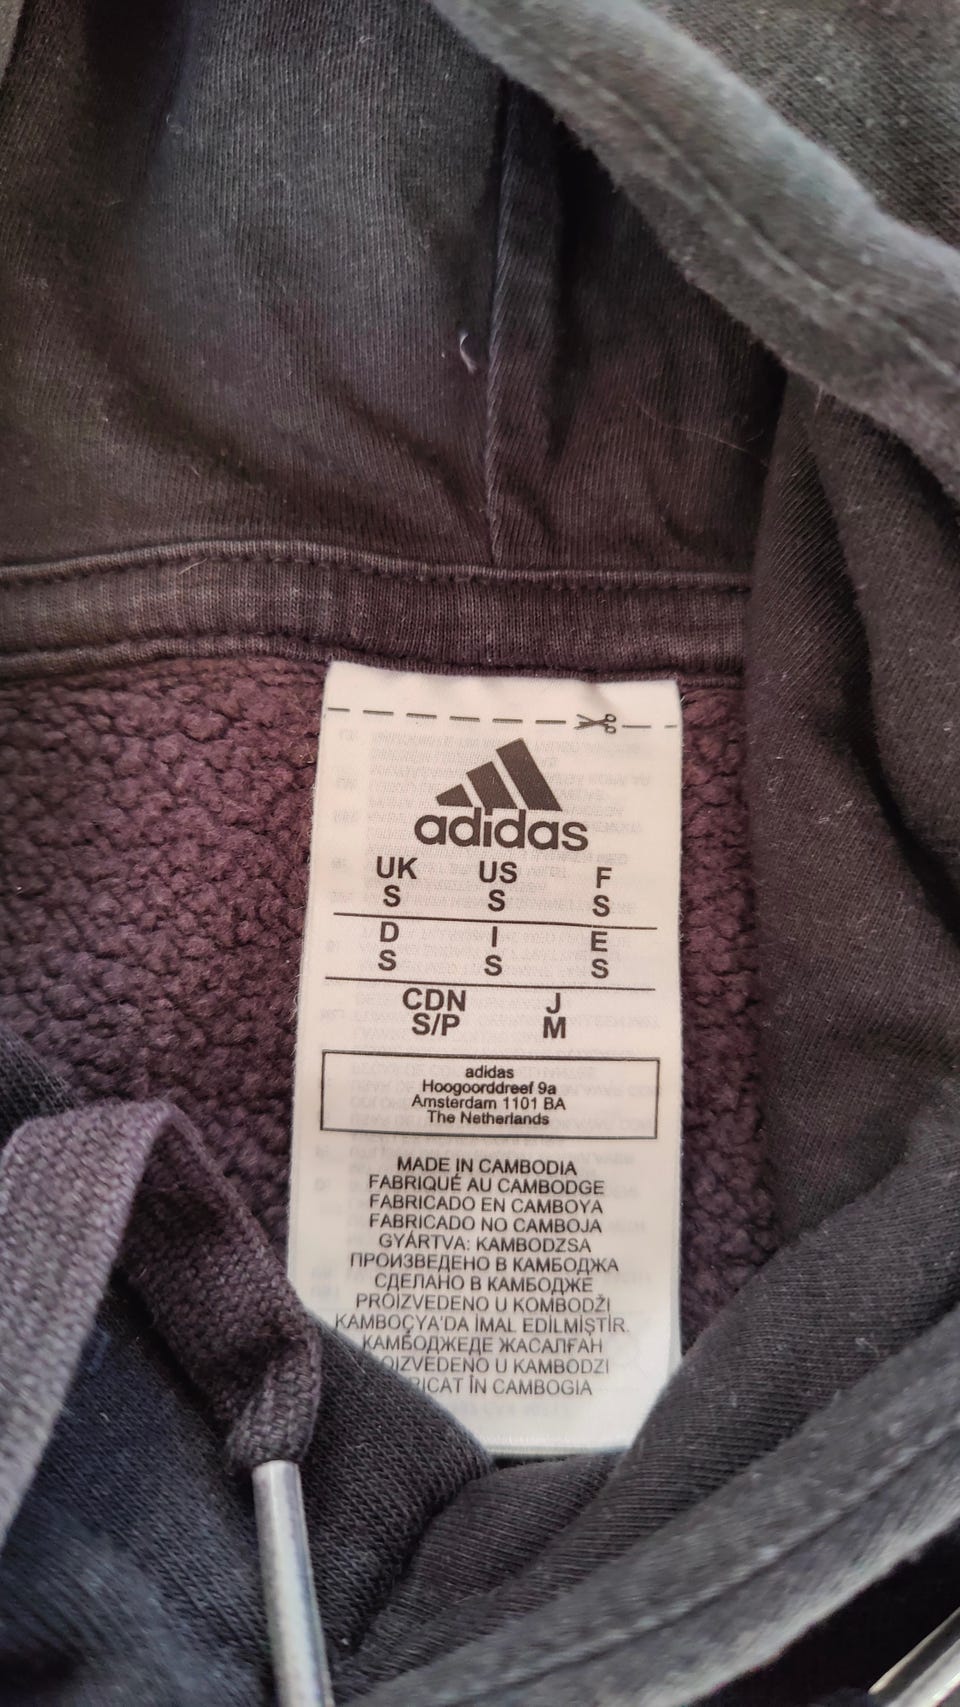 adidas
UK US F
S S S
D I E
S S S
CDN J
S/P M
adidas
Hoogoorddreef 9a
Amsterdam 1101 BA
The Netherlands
MADE IN CAMBODIA
FABRIQUÉ AU CAMBODGE
FABRICADO EN CAMBOYA
FABRICADO NO CAMBOJA
GYÁRTVA: KAMBODZSA
ПРОИЗВЕДЕНО В КАМБОДЖА
СДЕЛАНО В КАМБОДЖЕ
PROIZVEDENO U KOMBODŽI
KAMBOÇYA'DA İMAL EDİLMİŞTİR.
КАМБОДЖЕДЕ ЖАСАЛҒАН
OIZVEDENO U KAMBODZI
RICAT ÎN CAMBOGIA